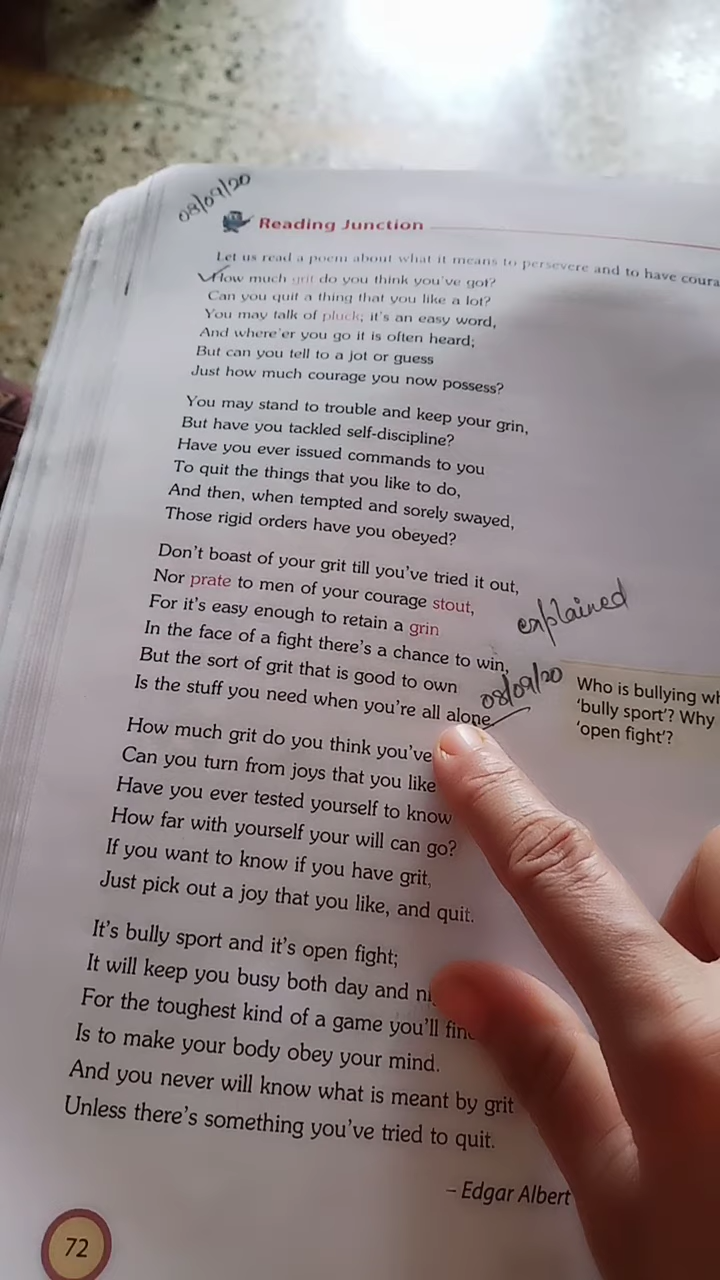 08/09/20
Reading Junction
Let us read a poem about what it means to persevere and to have coura
How much grit do you think you've got?
Can you quit a thing that you like a lot?
You may talk of pluck; it's an easy word,
And where'er you go it is often heard;
But can you tell to a jot or guess
Just how much courage you now possess?
You may stand to trouble and keep your grin,
But have you tackled self-discipline?
Have you ever issued commands to you
To quit the things that you like to do,
And then, when tempted and sorely swayed,
Those rigid orders have you obeyed?
Don't boast of your grit till you've tried it out,
Nor prate to men of your courage stout,
For it's easy enough to retain a grin
In the face of a fight there's a chance to win,
But the sort of grit that is good to own
Is the stuff you need when you're all alone.
explained
08/09/20
Who is bullying wh
'bully sport'? Why
'open fight'?
How much grit do you think you've
Can you turn from joys that you like
Have you ever tested yourself to know
How far with yourself your will can go?
If you want to know if you have grit,
Just pick out a joy that you like, and quit.
It's bully sport and it's open fight;
It will keep you busy both day and ni
For the toughest kind of a game you'll find
Is to make your body obey your mind.
And you never will know what is meant by grit
Unless there's something you've tried to quit.
– Edgar Albert
72